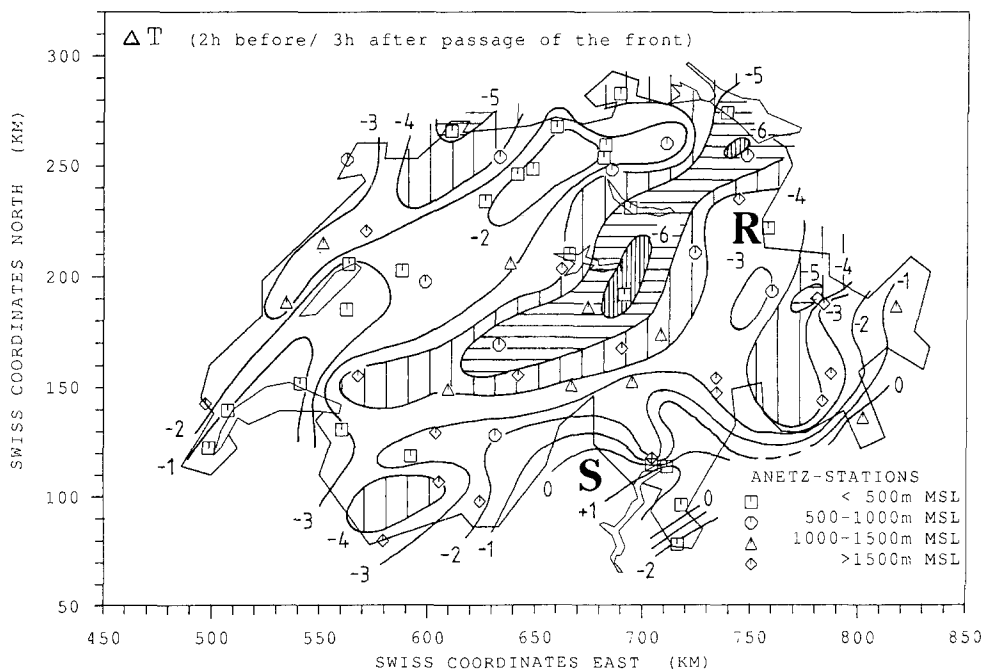 ΔT (2h before/ 3h after passage of the front)
300
250
200
150
100
50
SWISS COORDINATES NORTH (KM)
-3
-4
-5
+5
-6
-2
-4
R
-6
-3
-5
-4
-1
-3
-2
-2
-1
0
0
S
+1
0
-3
-4
-3
-2
-1
-2
ANETZ-STATIONS
< 500m MSL
500-1000m MSL
1000-1500m MSL
>1500m MSL
450 500 550 600 650 700 750 800 850
SWISS COORDINATES EAST (KM)